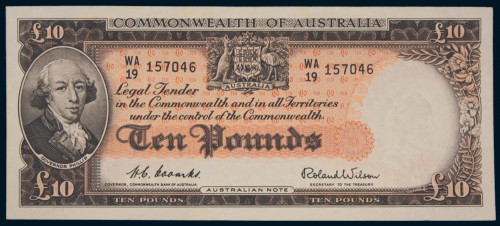 COMMONWEALTH OF AUSTRALIA
£10 £10
WA 19 157046 WA 19 157046
AUSTRALIA
Legal Tender
in the Commonwealth and in all Territories
under the control of the Commonwealth.
Ten Pounds
GOVERNOR PHILLIP
H.C. Coombs. Roland Wilson
GOVERNOR, COMMONWEALTH BANK OF AUSTRALIA. SECRETARY TO THE TREASURY
£10 AUSTRALIAN NOTE £10
TEN POUNDS TEN POUNDS